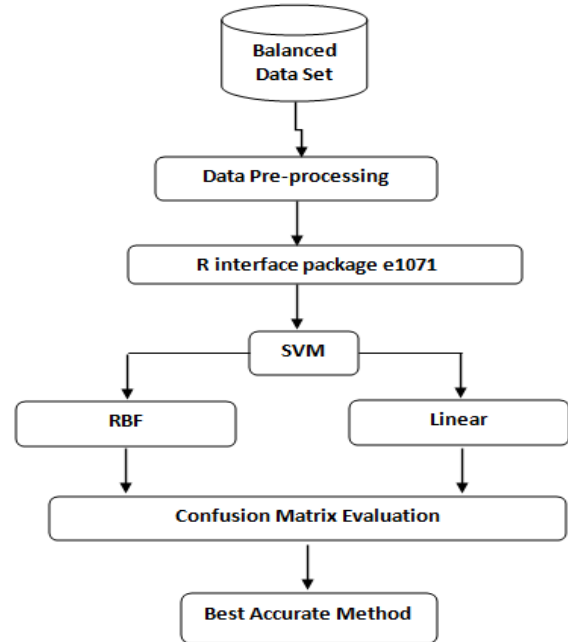 Balanced
Data Set
Data Pre-processing
R interface package e1071
SVM
RBF
Linear
Confusion Matrix Evaluation
Best Accurate Method